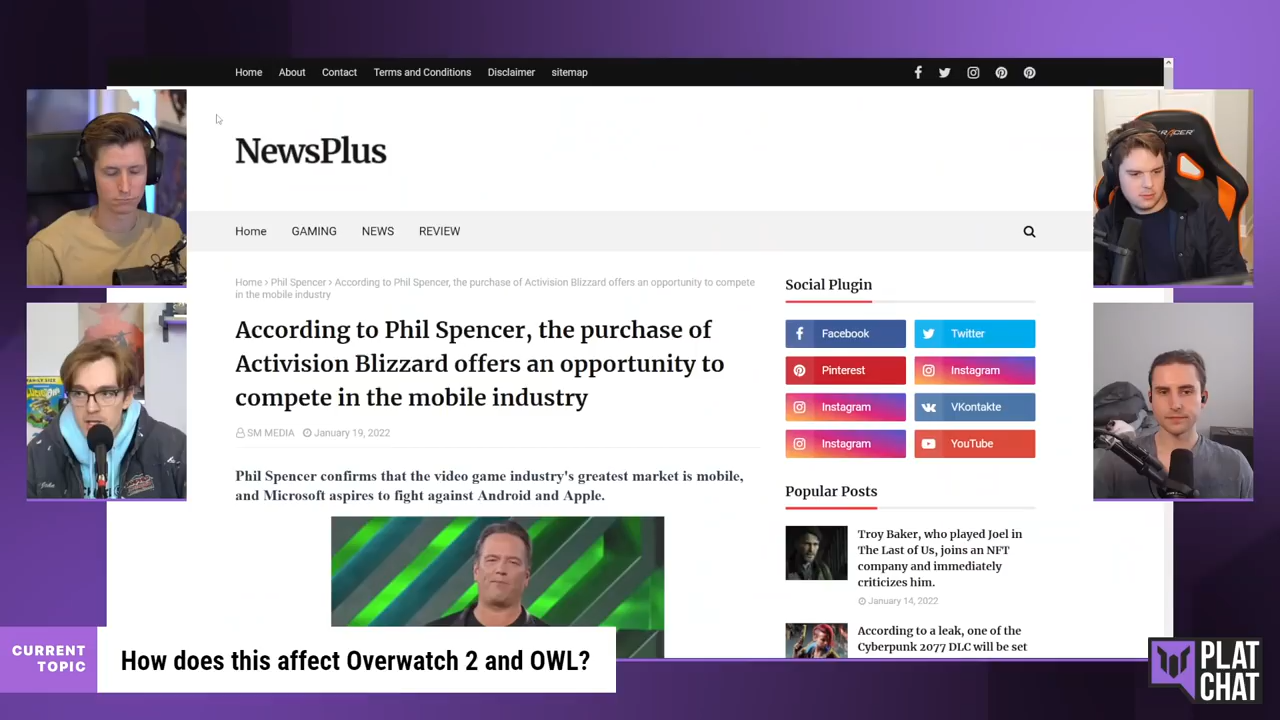 Home About Contact Terms and Conditions Disclaimer sitemap
NewsPlus
Home GAMING NEWS REVIEW
Home > Phil Spencer > According to Phil Spencer, the purchase of Activision Blizzard offers an opportunity to compete
in the mobile industry
According to Phil Spencer, the purchase of
Activision Blizzard offers an opportunity to
compete in the mobile industry
SM MEDIA January 19, 2022
Phil Spencer confirms that the video game industry's greatest market is mobile,
and Microsoft aspires to fight against Android and Apple.
Social Plugin
Facebook Twitter
Pinterest Instagram
Instagram VKontakte
Instagram YouTube
Popular Posts
Troy Baker, who played Joel in
The Last of Us, joins an NFT
company and immediately
criticizes him.
January 14, 2022
According to a leak, one of the
Cyberpunk 2077 DLC will be set
CURRENT
TOPIC
How does this affect Overwatch 2 and OWL?
PLAT
CHAT